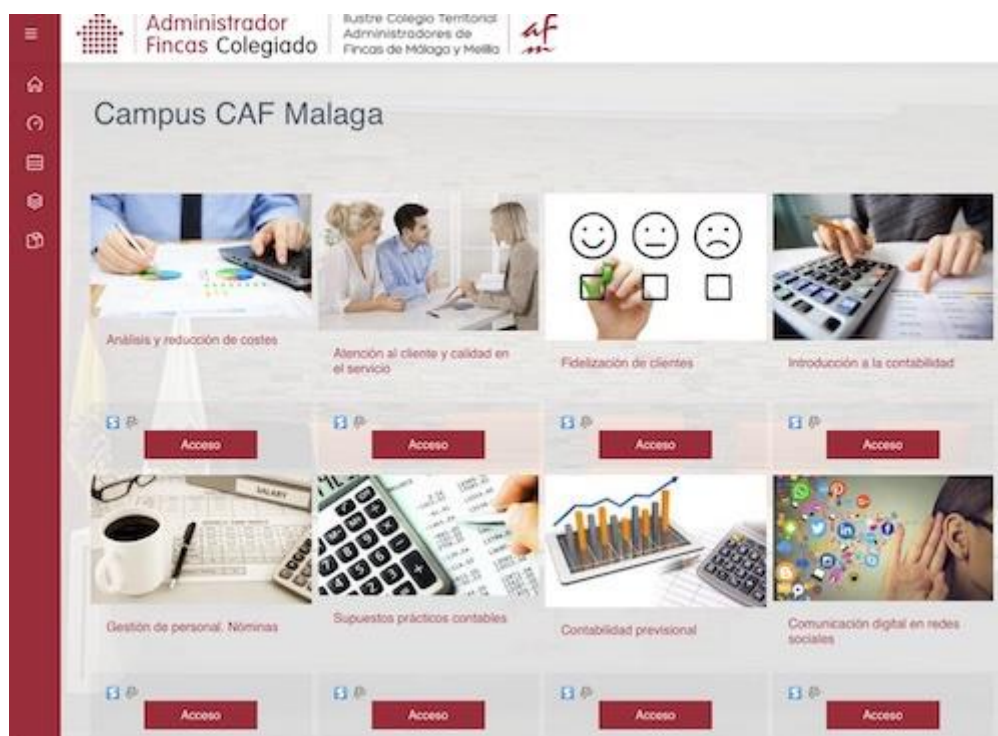 Administrador
Fincas Colegiado
Ilustre Colegio Territorial
Administradores de
Fincas de Málaga y Melilla
af
m
Campus CAF Malaga
Análisis y reducción de costes
Atención al cliente y calidad en
el servicio
Fidelización de clientes
Introducción a la contabilidad
Acceso
Acceso
Acceso
Acceso
SALARY
Gestión de personal. Nóminas
Supuestos prácticos contables
Contabilidad previsional
Comunicación digital en redes
sociales
Acceso
Acceso
Acceso
Acceso